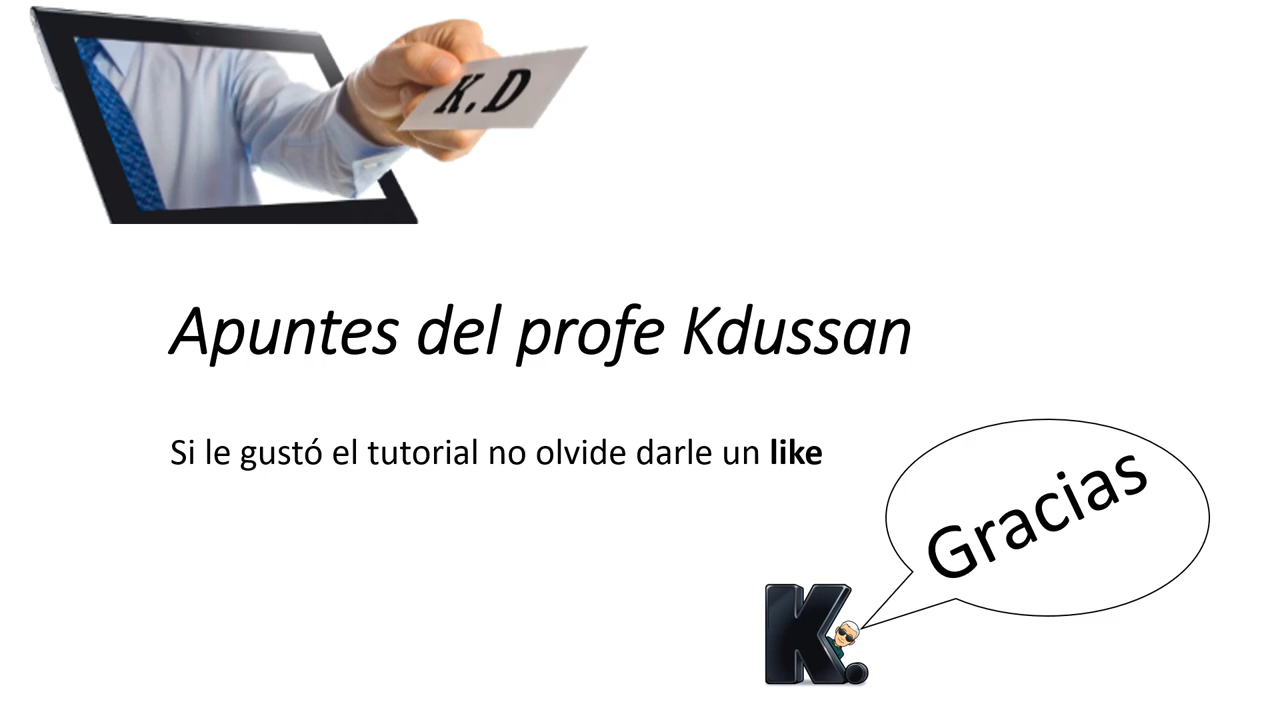 K.D
Apuntes del profe Kdussan
Si le gustó el tutorial no olvide darle un like
Gracias
K.